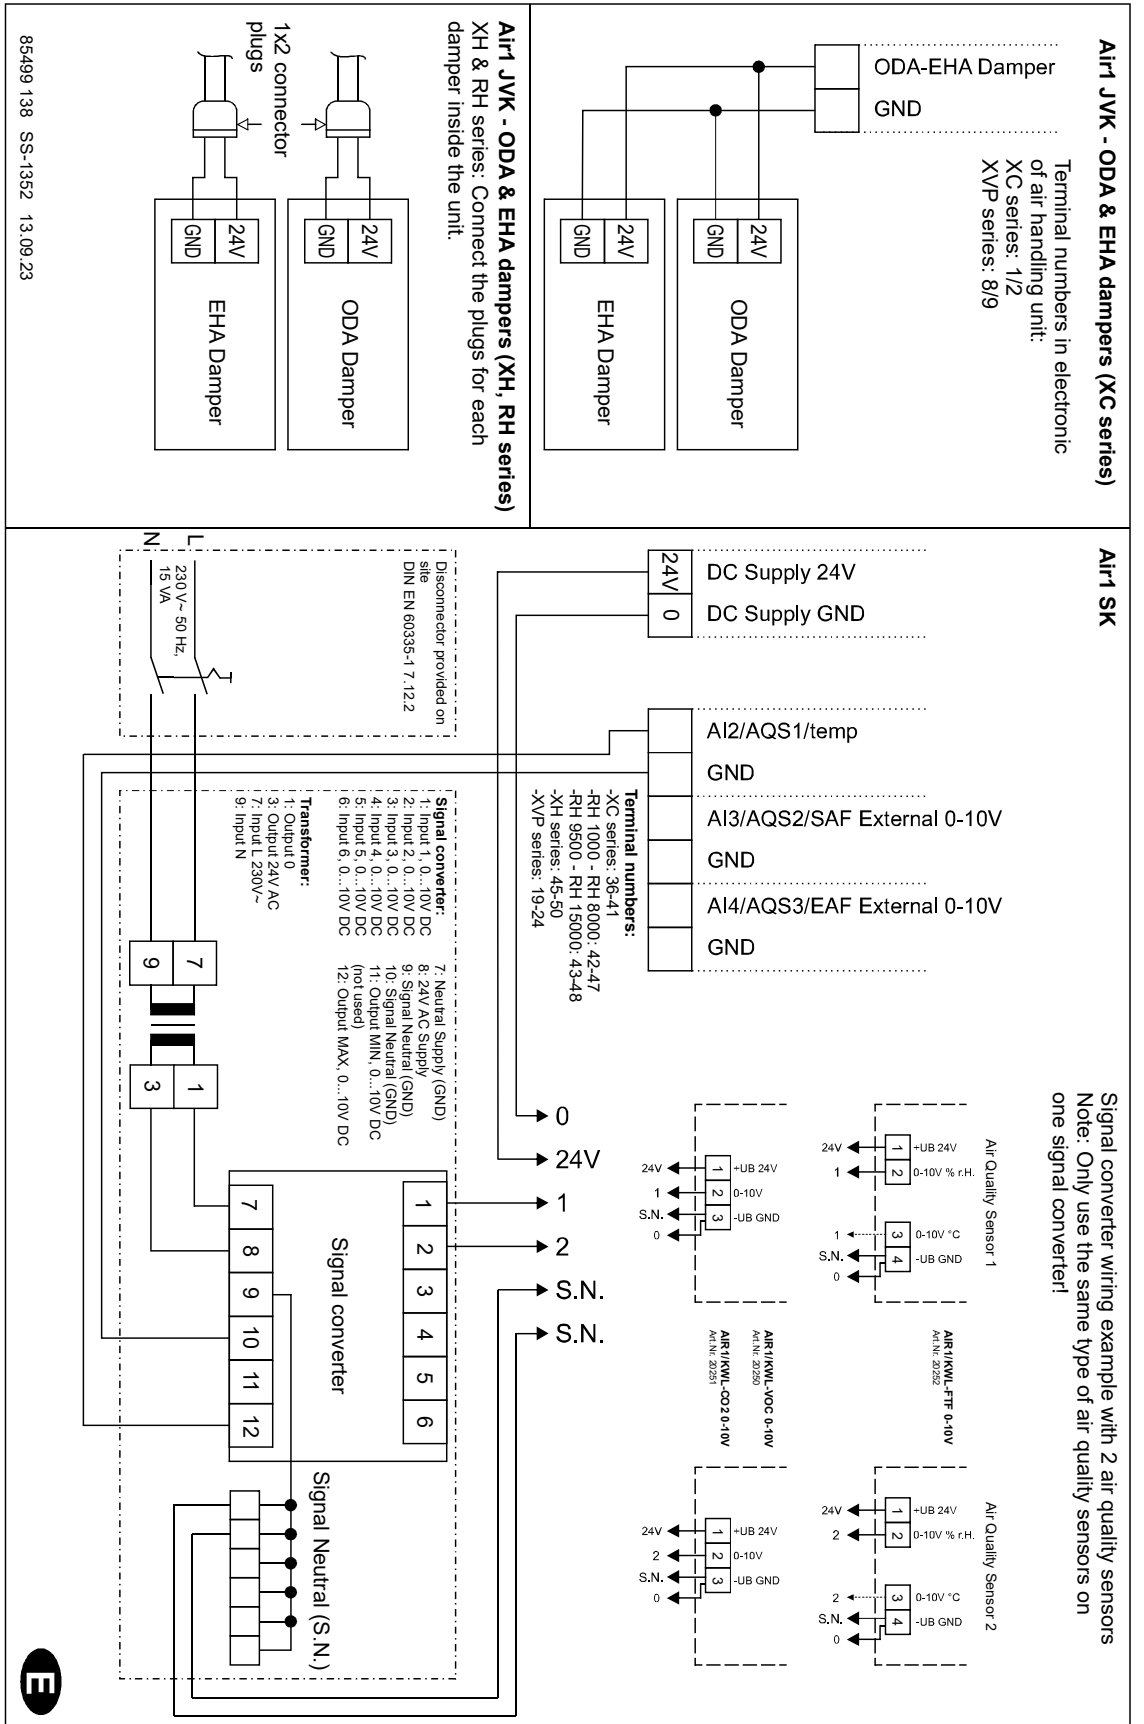 Air1 JVK - ODA & EHA dampers (XC series)
ODA-EHA Damper
GND
Terminal numbers in electronic
of air handling unit:
XC series: 1/2
XVP series: 8/9
24V
GND
ODA Damper
24V
GND
EHA Damper
Air1 JVK - ODA & EHA dampers (XH, RH series)
XH & RH series: Connect the plugs for each
damper inside the unit.
1x2 connector
plugs
24V
GND
ODA Damper
24V
GND
EHA Damper
85499 138 SS-1352 13.09.23
Air1 SK
Signal converter wiring example with 2 air quality sensors
Note: Only use the same type of air quality sensors on
one signal converter!
24V
0
DC Supply 24V
DC Supply GND
AI2/AQS1/temp
GND
AI3/AQS2/SAF External 0-10V
GND
AI4/AQS3/EAF External 0-10V
GND
Terminal numbers:
-XC series: 36-41
-RH 1000 - RH 8000: 42-47
-RH 9500 - RH 15000: 43-48
-XH series: 45-50
-XVP series: 19-24
Air Quality Sensor 1
24V
1
+UB 24V
1
2
0-10V % r.H.
1
3
0-10V °C
S.N.
4
-UB GND
0
AIR1/KWL-FTF 0-10V
Art.Nr. 20252
Air Quality Sensor 2
24V
1
+UB 24V
2
2
0-10V % r.H.
2
3
0-10V °C
S.N.
4
-UB GND
0
24V
1
+UB 24V
1
2
0-10V
S.N.
3
-UB GND
0
AIR1/KWL-VOC 0-10V
Art.Nr. 20250
AIR1/KWL-CO2 0-10V
Art.Nr. 20251
24V
1
+UB 24V
2
2
0-10V
S.N.
3
-UB GND
0
0
24V
1
2
S.N.
S.N.
Disconnector provided on
site
DIN EN 60335-1 7.12.2
L
N
230 V~ 50 Hz,
15 VA
Signal converter:
1: Input 1, 0...10V DC
2: Input 2, 0...10V DC
3: Input 3, 0...10V DC
4: Input 4, 0...10V DC
5: Input 5, 0...10V DC
6: Input 6, 0...10V DC
7: Neutral Supply (GND)
8: 24V AC Supply
9: Signal Neutral (GND)
10: Signal Neutral (GND)
11: Output MIN, 0...10V DC
(not used)
12: Output MAX, 0...10V DC
Transformer:
1: Output 0
3: Output 24V AC
7: Input L 230V~
9: Input N
7
9
1
3
1 2 3 4 5 6
Signal converter
7 8 9 10 11 12
Signal Neutral (S.N.)
E